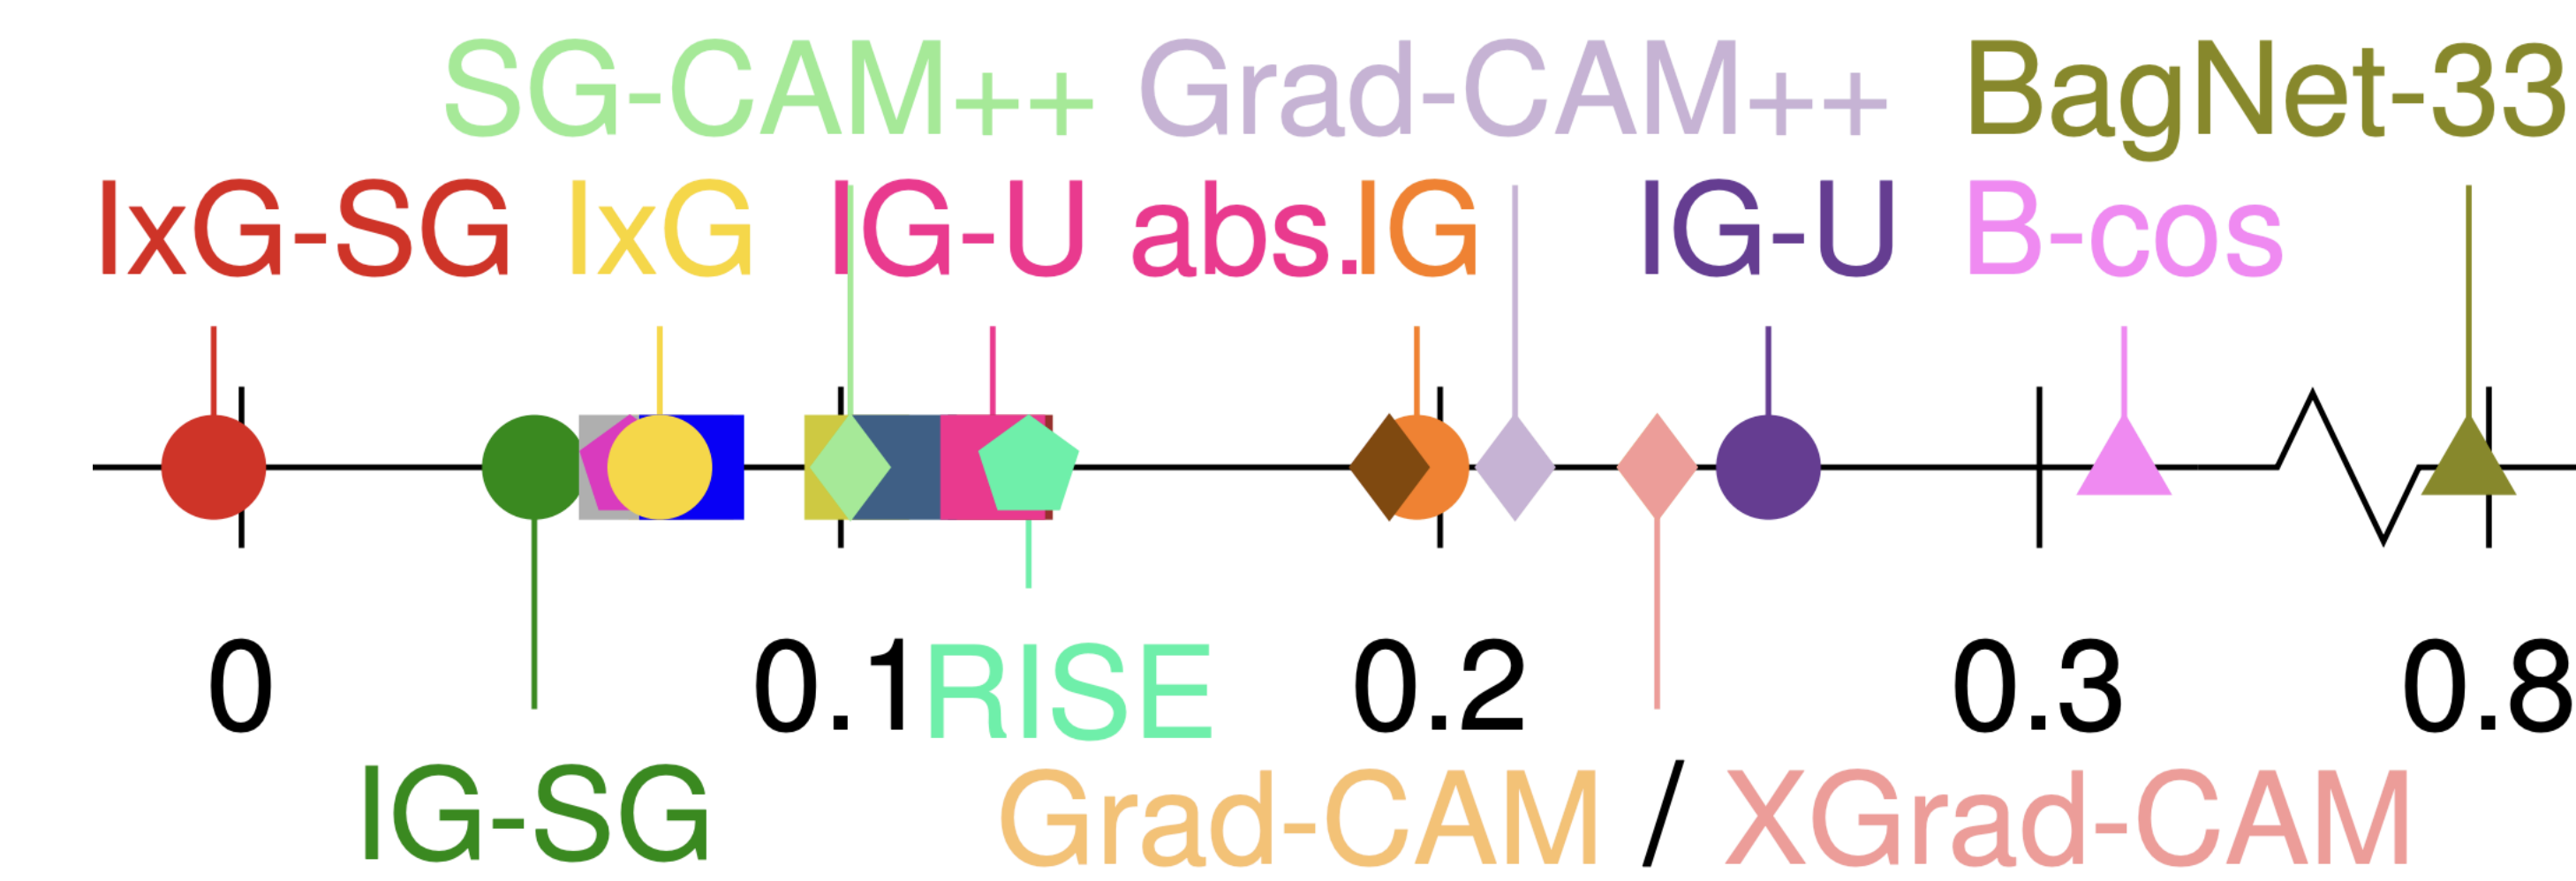 SG-CAM++ Grad-CAM++ BagNet-33
IxG-SG IxG IG-U abs. IG IG-U B-cos
0 0.1 RISE 0.2 0.3 0.8
IG-SG Grad-CAM / XGrad-CAM